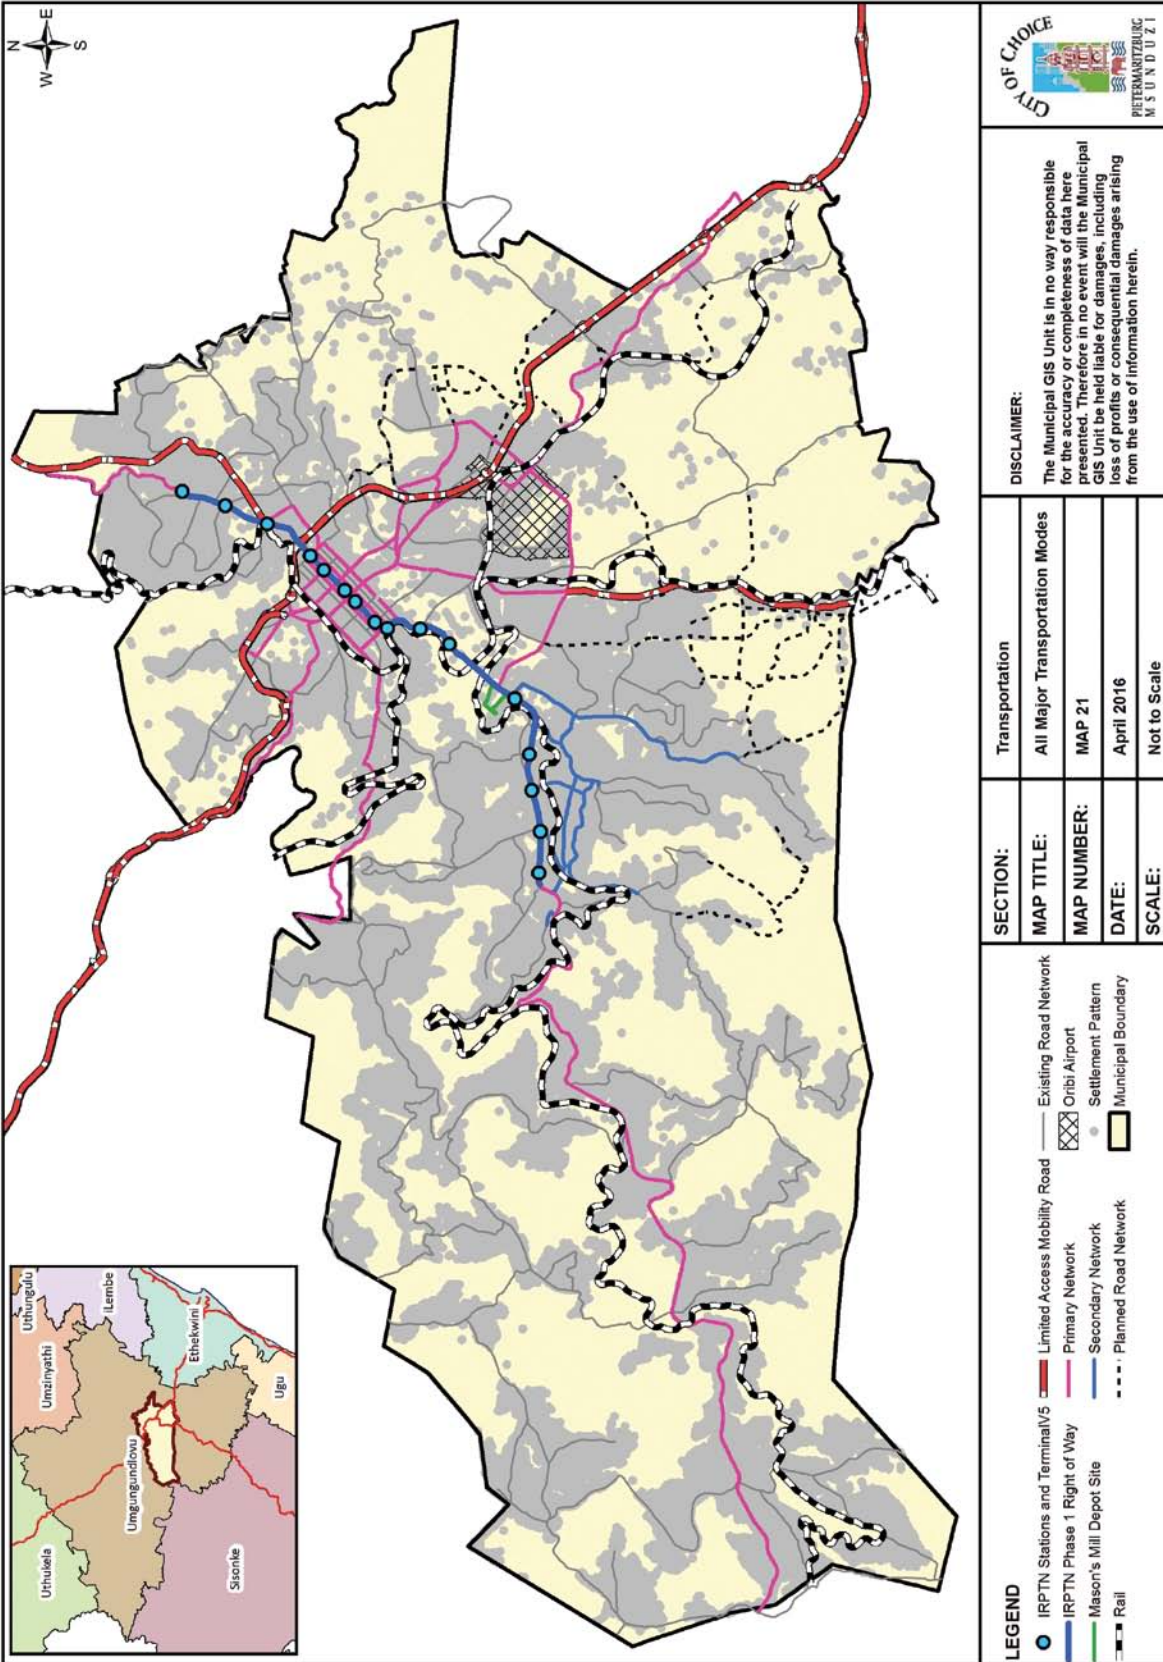 N
E
S
W
Uthungulu
Umzinyathi
iLembe
Uthukela
Umgungundlovu
Ethekwini
Ugu
Sisonke
LEGEND
IRPTN Stations and TerminalV5
IRPTN Phase 1 Right of Way
Mason's Mill Depot Site
Rail
Limited Access Mobility Road
Primary Network
Secondary Network
Planned Road Network
Existing Road Network
Oribi Airport
Settlement Pattern
Municipal Boundary
SECTION: Transportation
MAP TITLE: All Major Transportation Modes
MAP NUMBER: MAP 21
DATE: April 2016
SCALE: Not to Scale
DISCLAIMER:
The Municipal GIS Unit is in no way responsible
for the accuracy or completeness of data here
presented. Therefore in no event will the Municipal
GIS Unit be held liable for damages, including
loss of profits or consequential damages arising
from the use of information herein.
CITY OF CHOICE
PIETERMARITZBURG
MSUNDUZI